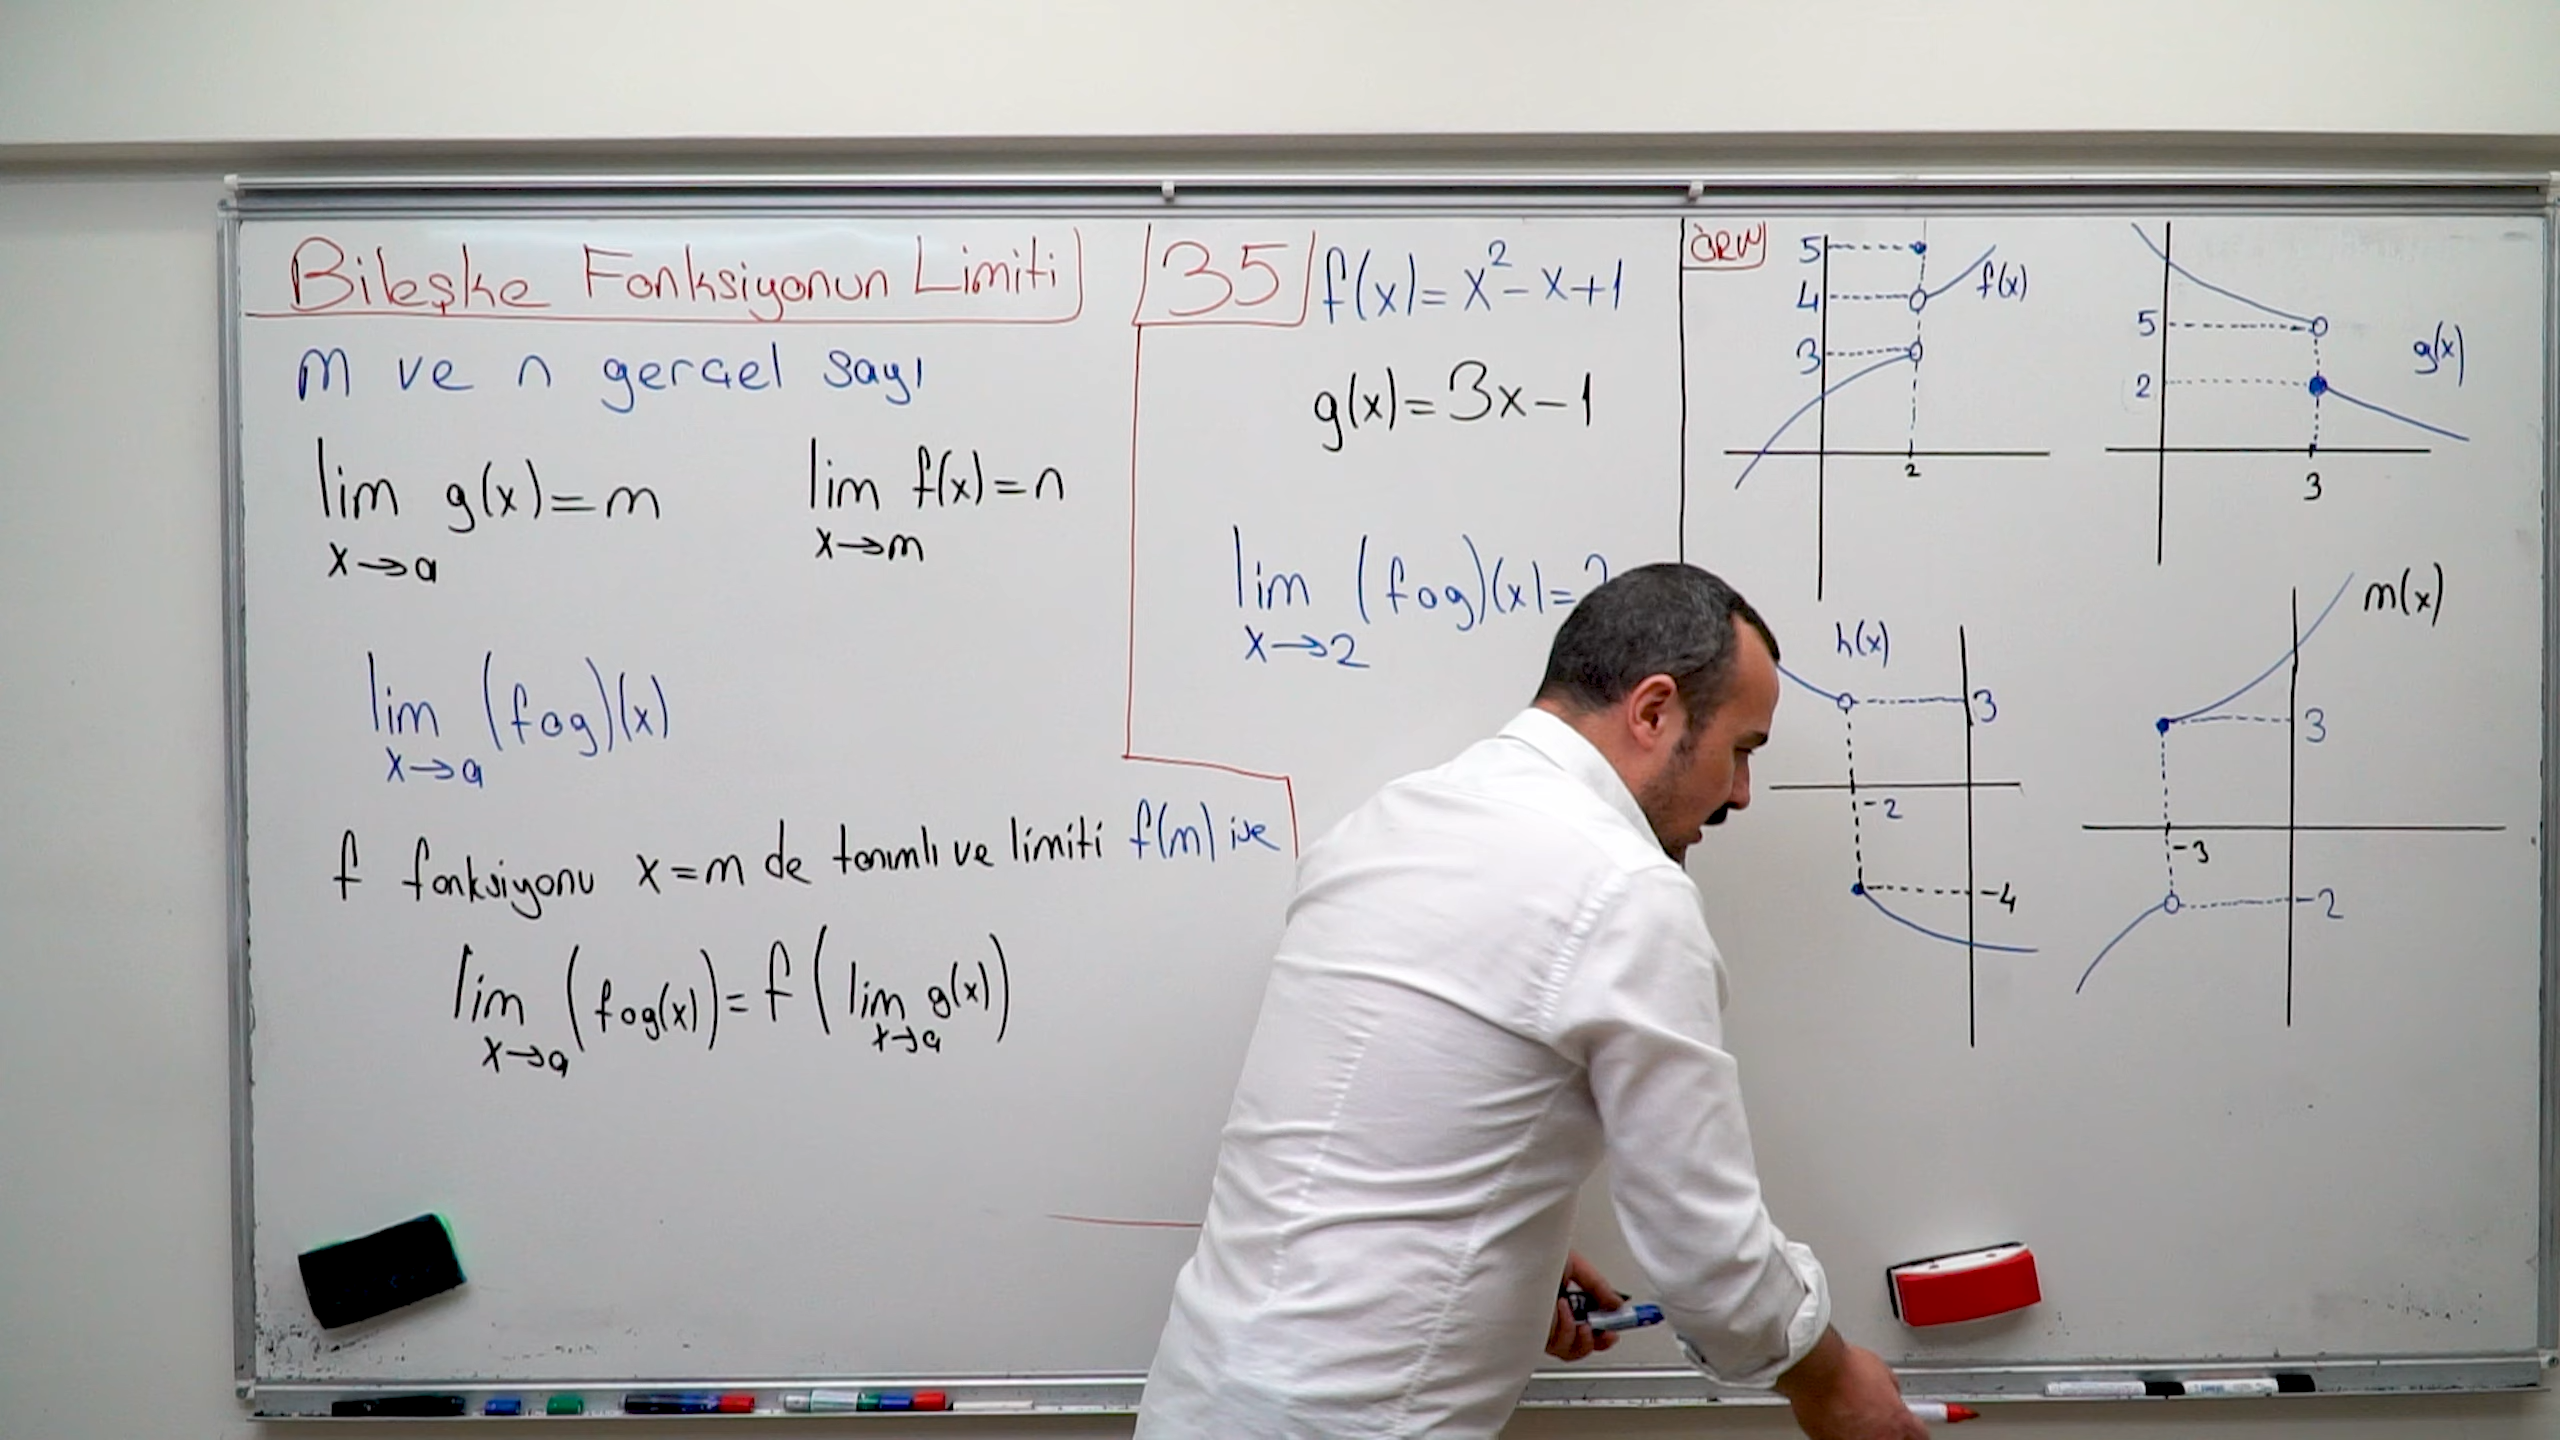 Bileşke Fonksiyonun Limiti
m ve n gerçel sayı
lim g(x)=m
x→a
lim f(x)=n
x→m
lim (fog)(x)
x→a
f fonksiyonu x=m de tanımlı ve limiti f(m) ise
lim (fog(x))=f(lim g(x))
x→a x→a
35 f(x)=x²-x+1
g(x)=3x-1
lim (fog)(x)=?
x→2
ÖRN
5
4
3
2
f(x)
5
2
3
g(x)
h(x)
3
-2
-4
m(x)
3
-3
-2